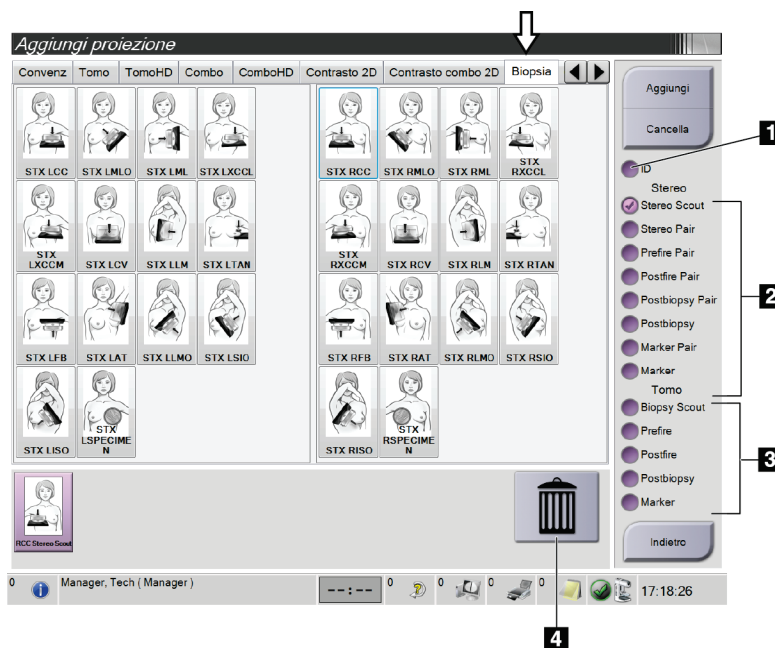 Aggiungi proiezione
Convenz Tomo TomoHD Combo ComboHD Contrasto 2D Contrasto combo 2D Biopsia
STX LCC STX LMLO STX LML STX LXCCL
STX RCC STX RMLO STX RML STX RXCCL
STX LXCCM STX LCV STX LLM STX LTAN
STX RXCCM STX RCV STX RLM STX RTAN
STX LFB STX LAT STX LLMO STX LSIO
STX RFB STX RAT STX RLMO STX RSIO
STX LISO STX LSPECIMEN
STX RISO STX RSPECIMEN
RCC Stereo Scout
Aggiungi
Cancella
1
ID
Stereo
Stereo Scout
Stereo Pair
Prefire Pair
Postfire Pair
Postbiopsy Pair
2
Postbiopsy
Marker Pair
Marker
Tomo
Biopsy Scout
Prefire
Postfire
3
Postbiopsy
Marker
Indietro
0 Manager, Tech ( Manager ) --:-- 0 0 0 0 17:18:26
4